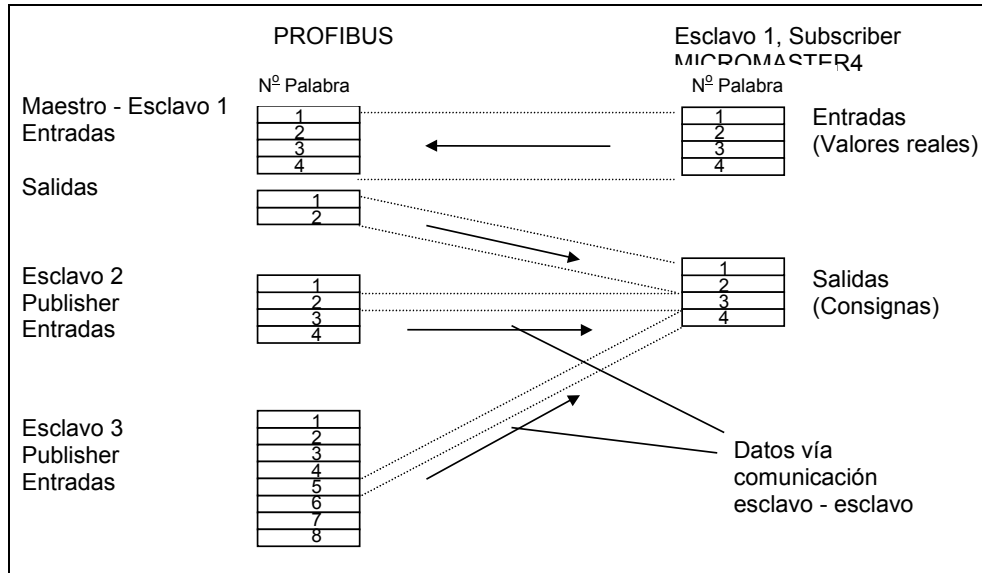 PROFIBUS
Esclavo 1, Subscriber
MICROMASTER4
Nº Palabra
Nº Palabra
Maestro - Esclavo 1
Entradas
1
2
3
4
1
2
3
4
Entradas
(Valores reales)
Salidas
1
2
Esclavo 2
Publisher
Entradas
1
2
3
4
1
2
3
4
Salidas
(Consignas)
Esclavo 3
Publisher
Entradas
1
2
3
4
5
6
7
8
Datos vía
comunicación
esclavo - esclavo